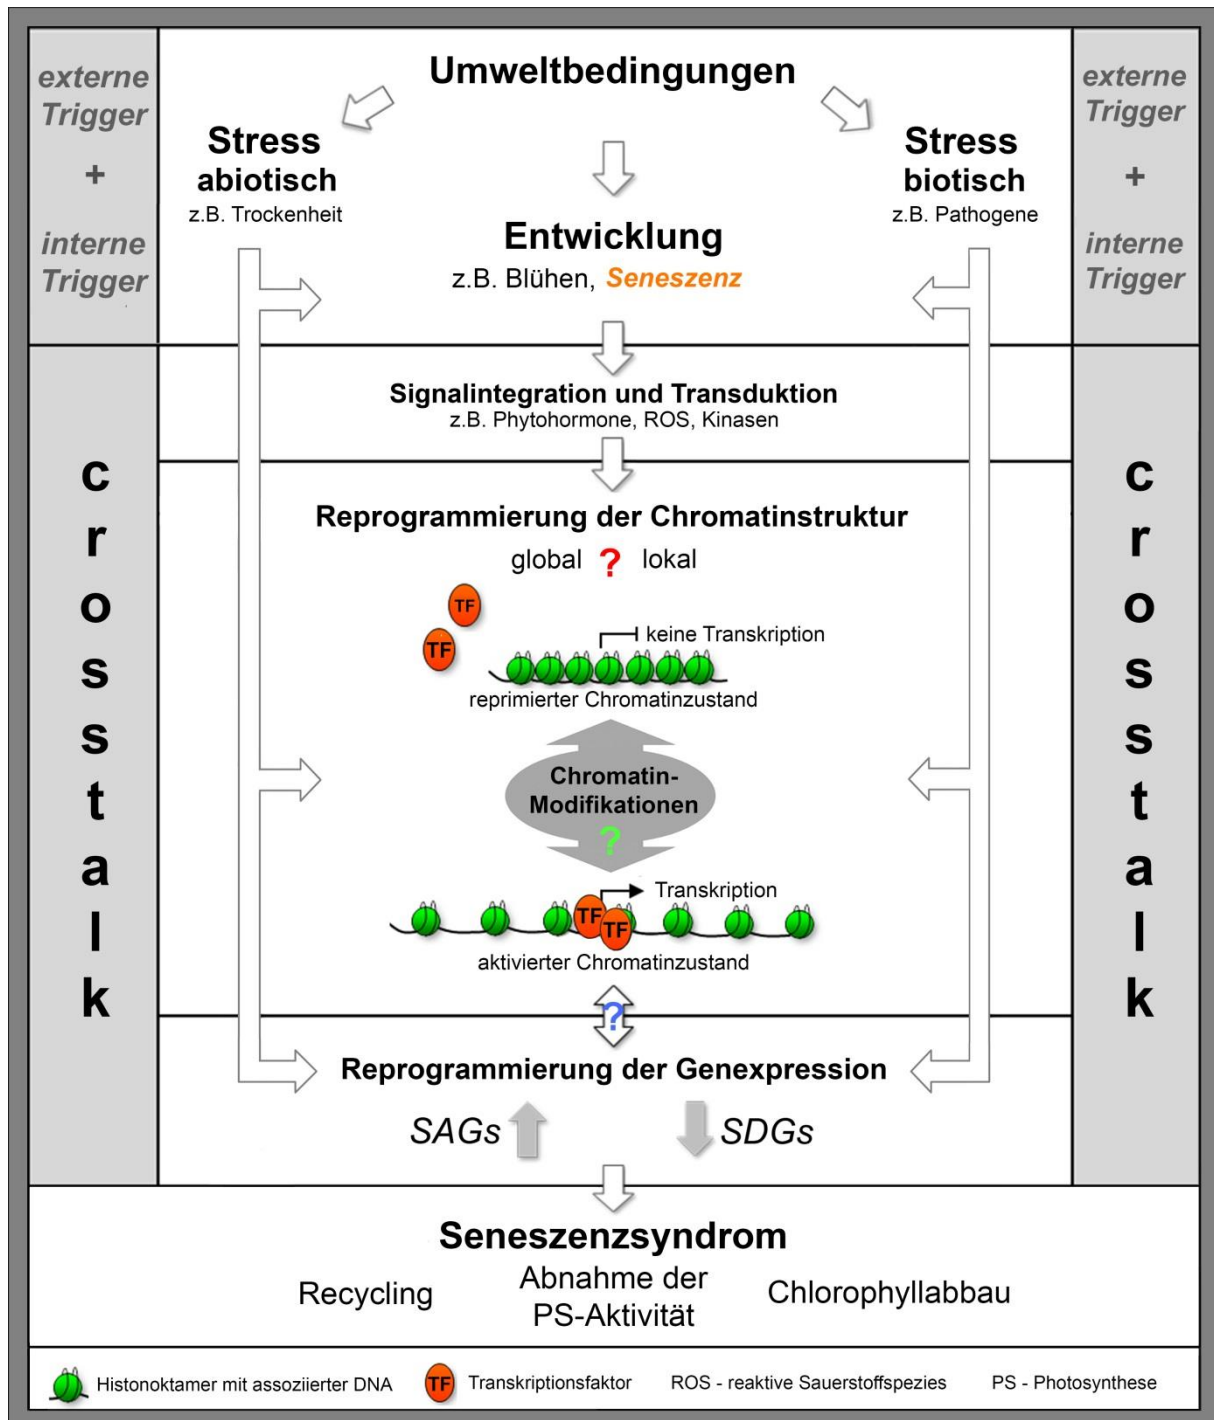 Umweltbedingungen
externe
Trigger
+
interne
Trigger
externe
Trigger
+
interne
Trigger
Stress
abiotisch
z.B. Trockenheit
Stress
biotisch
z.B. Pathogene
Entwicklung
z.B. Blühen, Seneszenz
Signalintegration und Transduktion
z.B. Phytohormone, ROS, Kinasen
crosstalk
crosstalk
Reprogrammierung der Chromatinstruktur
global ? lokal
TF
TF
keine Transkription
reprimierter Chromatinzustand
Chromatin-
Modifikationen
?
Transkription
TF
TF
aktivierter Chromatinzustand
?
Reprogrammierung der Genexpression
SAGs SDGs
Seneszenzsyndrom
Recycling
Abnahme der
PS-Aktivität
Chlorophyllabbau
Histonoktamer mit assoziierter DNA TF Transkriptionsfaktor ROS - reaktive Sauerstoffspezies PS - Photosynthese